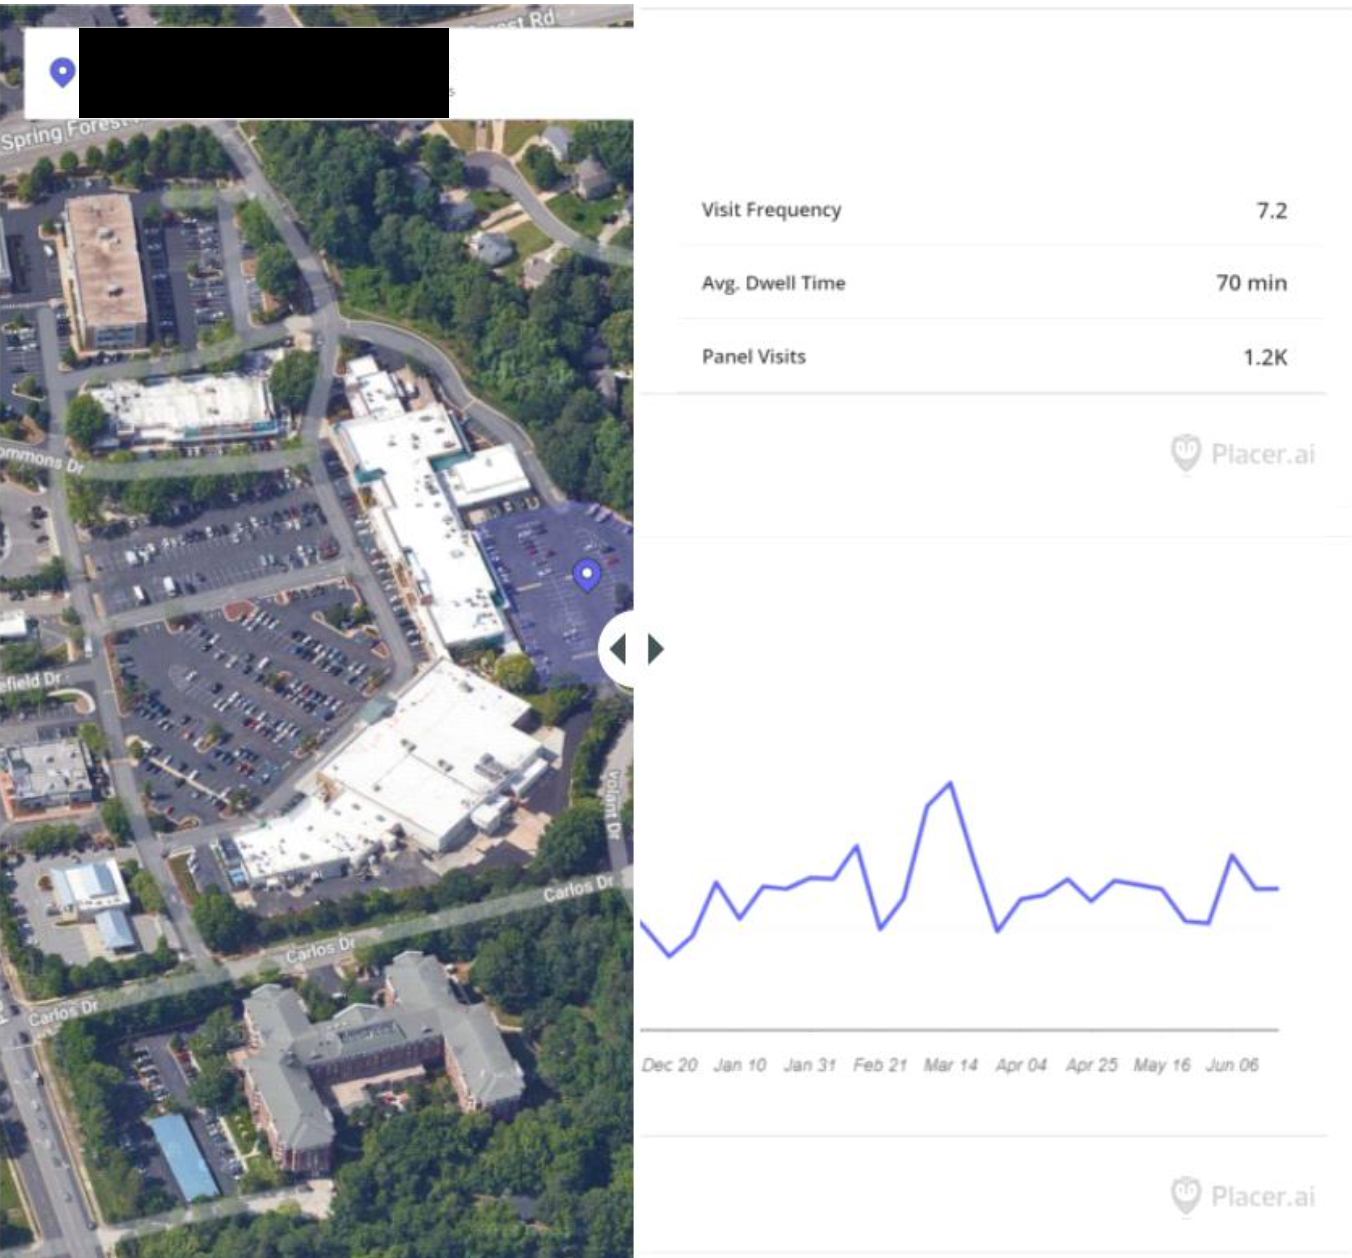 est Rd
s
Spring Forest
ommons Dr
efield Dr
Volant Dr
Carlos Dr
Carlos Dr
Carlos Dr
Visit Frequency 7.2
Avg. Dwell Time 70 min
Panel Visits 1.2K
Placer.ai
Dec 20 Jan 10 Jan 31 Feb 21 Mar 14 Apr 04 Apr 25 May 16 Jun 06
Placer.ai